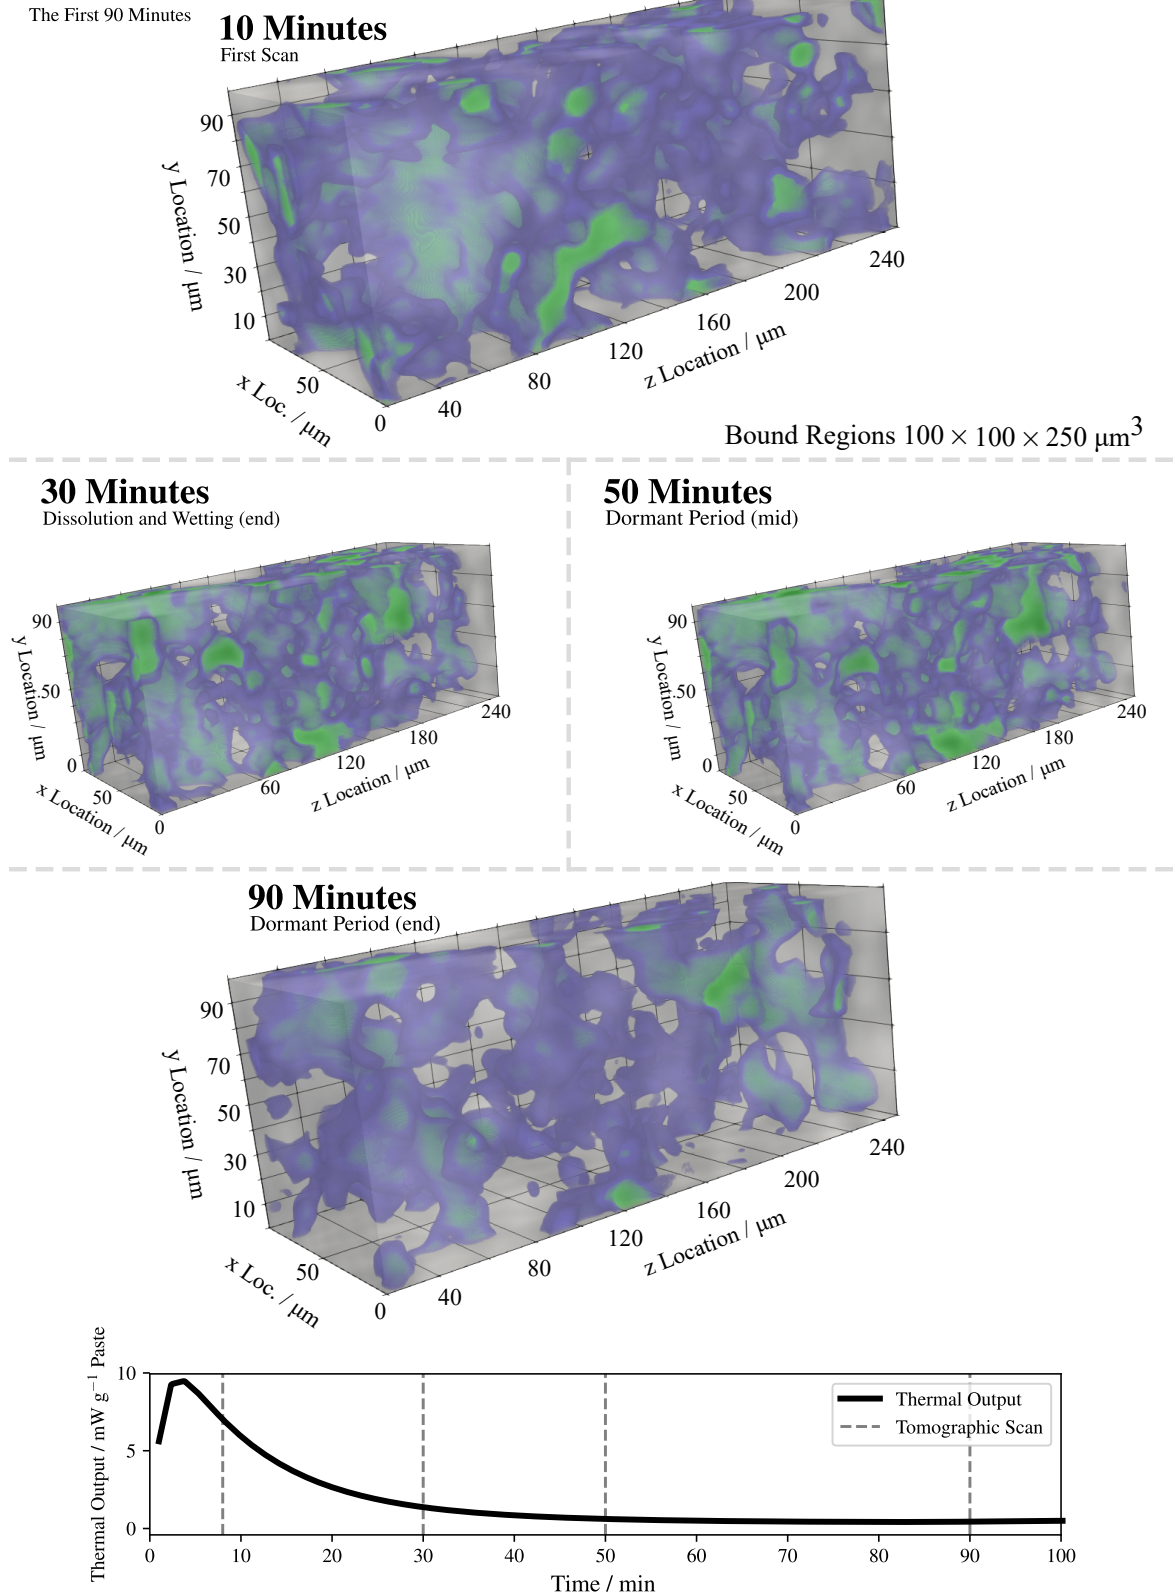 The First 90 Minutes
10 Minutes
First Scan
90
70
50
30
10
y Location / μm
50
0
x Loc. / μm
40
80
120
160
200
240
z Location / μm
Bound Regions 100 × 100 × 250 μm³
30 Minutes
Dissolution and Wetting (end)
90
50
0
y Location / μm
50
0
x Location / μm
60
120
180
240
z Location / μm
50 Minutes
Dormant Period (mid)
90
50
0
y Location / μm
50
0
x Location / μm
60
120
180
240
z Location / μm
90 Minutes
Dormant Period (end)
90
70
50
30
10
y Location / μm
50
0
x Loc. / μm
40
80
120
160
200
240
z Location / μm
Thermal Output / mW g⁻¹ Paste
10
5
0
Thermal Output
Tomographic Scan
0 10 20 30 40 50 60 70 80 90 100
Time / min